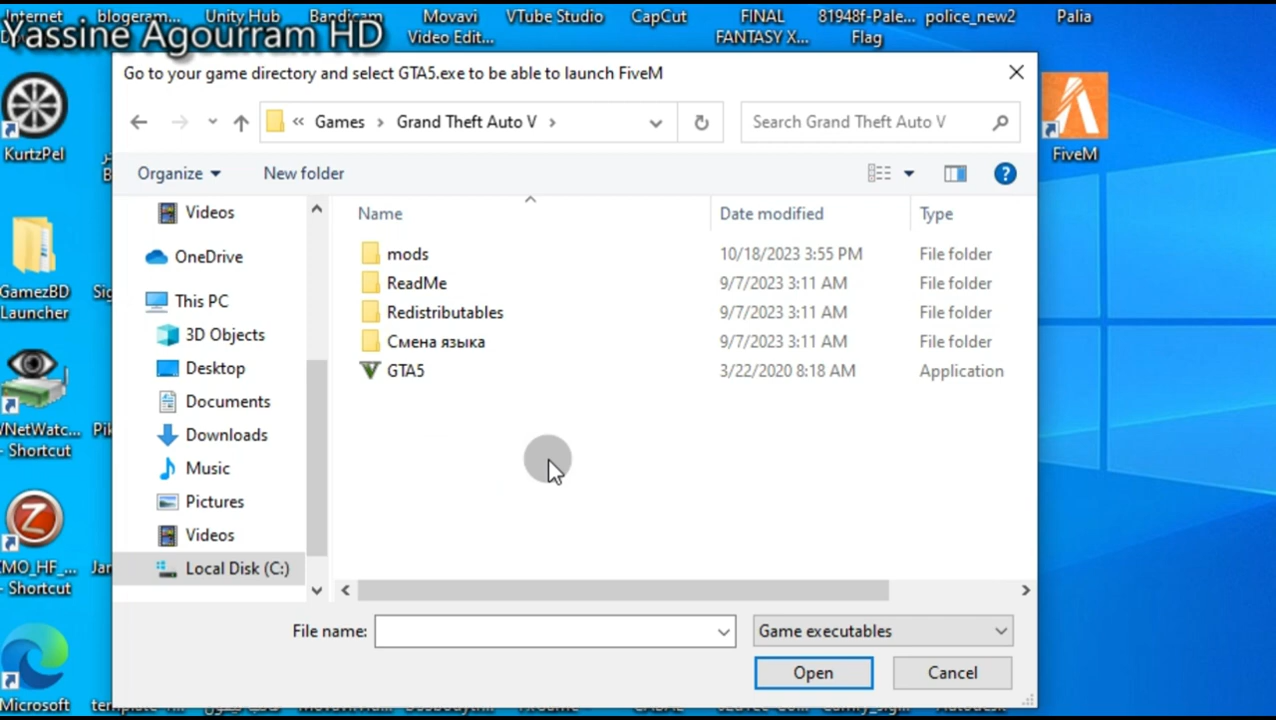 Internet
blogeram...
Unity Hub
Bandicam
Movavi
Video Edit...
VTube Studio
CapCut
FINAL
FANTASY X...
81948f-Pale...
Flag
police_new2
Palia
Yassine Agourram HD
Go to your game directory and select GTA5.exe to be able to launch FiveM
« Games > Grand Theft Auto V >
Search Grand Theft Auto V
Organize
New folder
?
Name
Date modified
Type
mods
10/18/2023 3:55 PM
File folder
ReadMe
9/7/2023 3:11 AM
File folder
Redistributables
9/7/2023 3:11 AM
File folder
Смена языка
9/7/2023 3:11 AM
File folder
GTA5
3/22/2020 8:18 AM
Application
Videos
OneDrive
This PC
3D Objects
Desktop
Documents
Downloads
Music
Pictures
Videos
Local Disk (C:)
File name:
Game executables
Open
Cancel
KurtzPel
GamezBD
Launcher
Sig
WNetWatc...
- Shortcut
Pik
KMO_HF_...
- Shortcut
Jar
Microsoft
FiveM